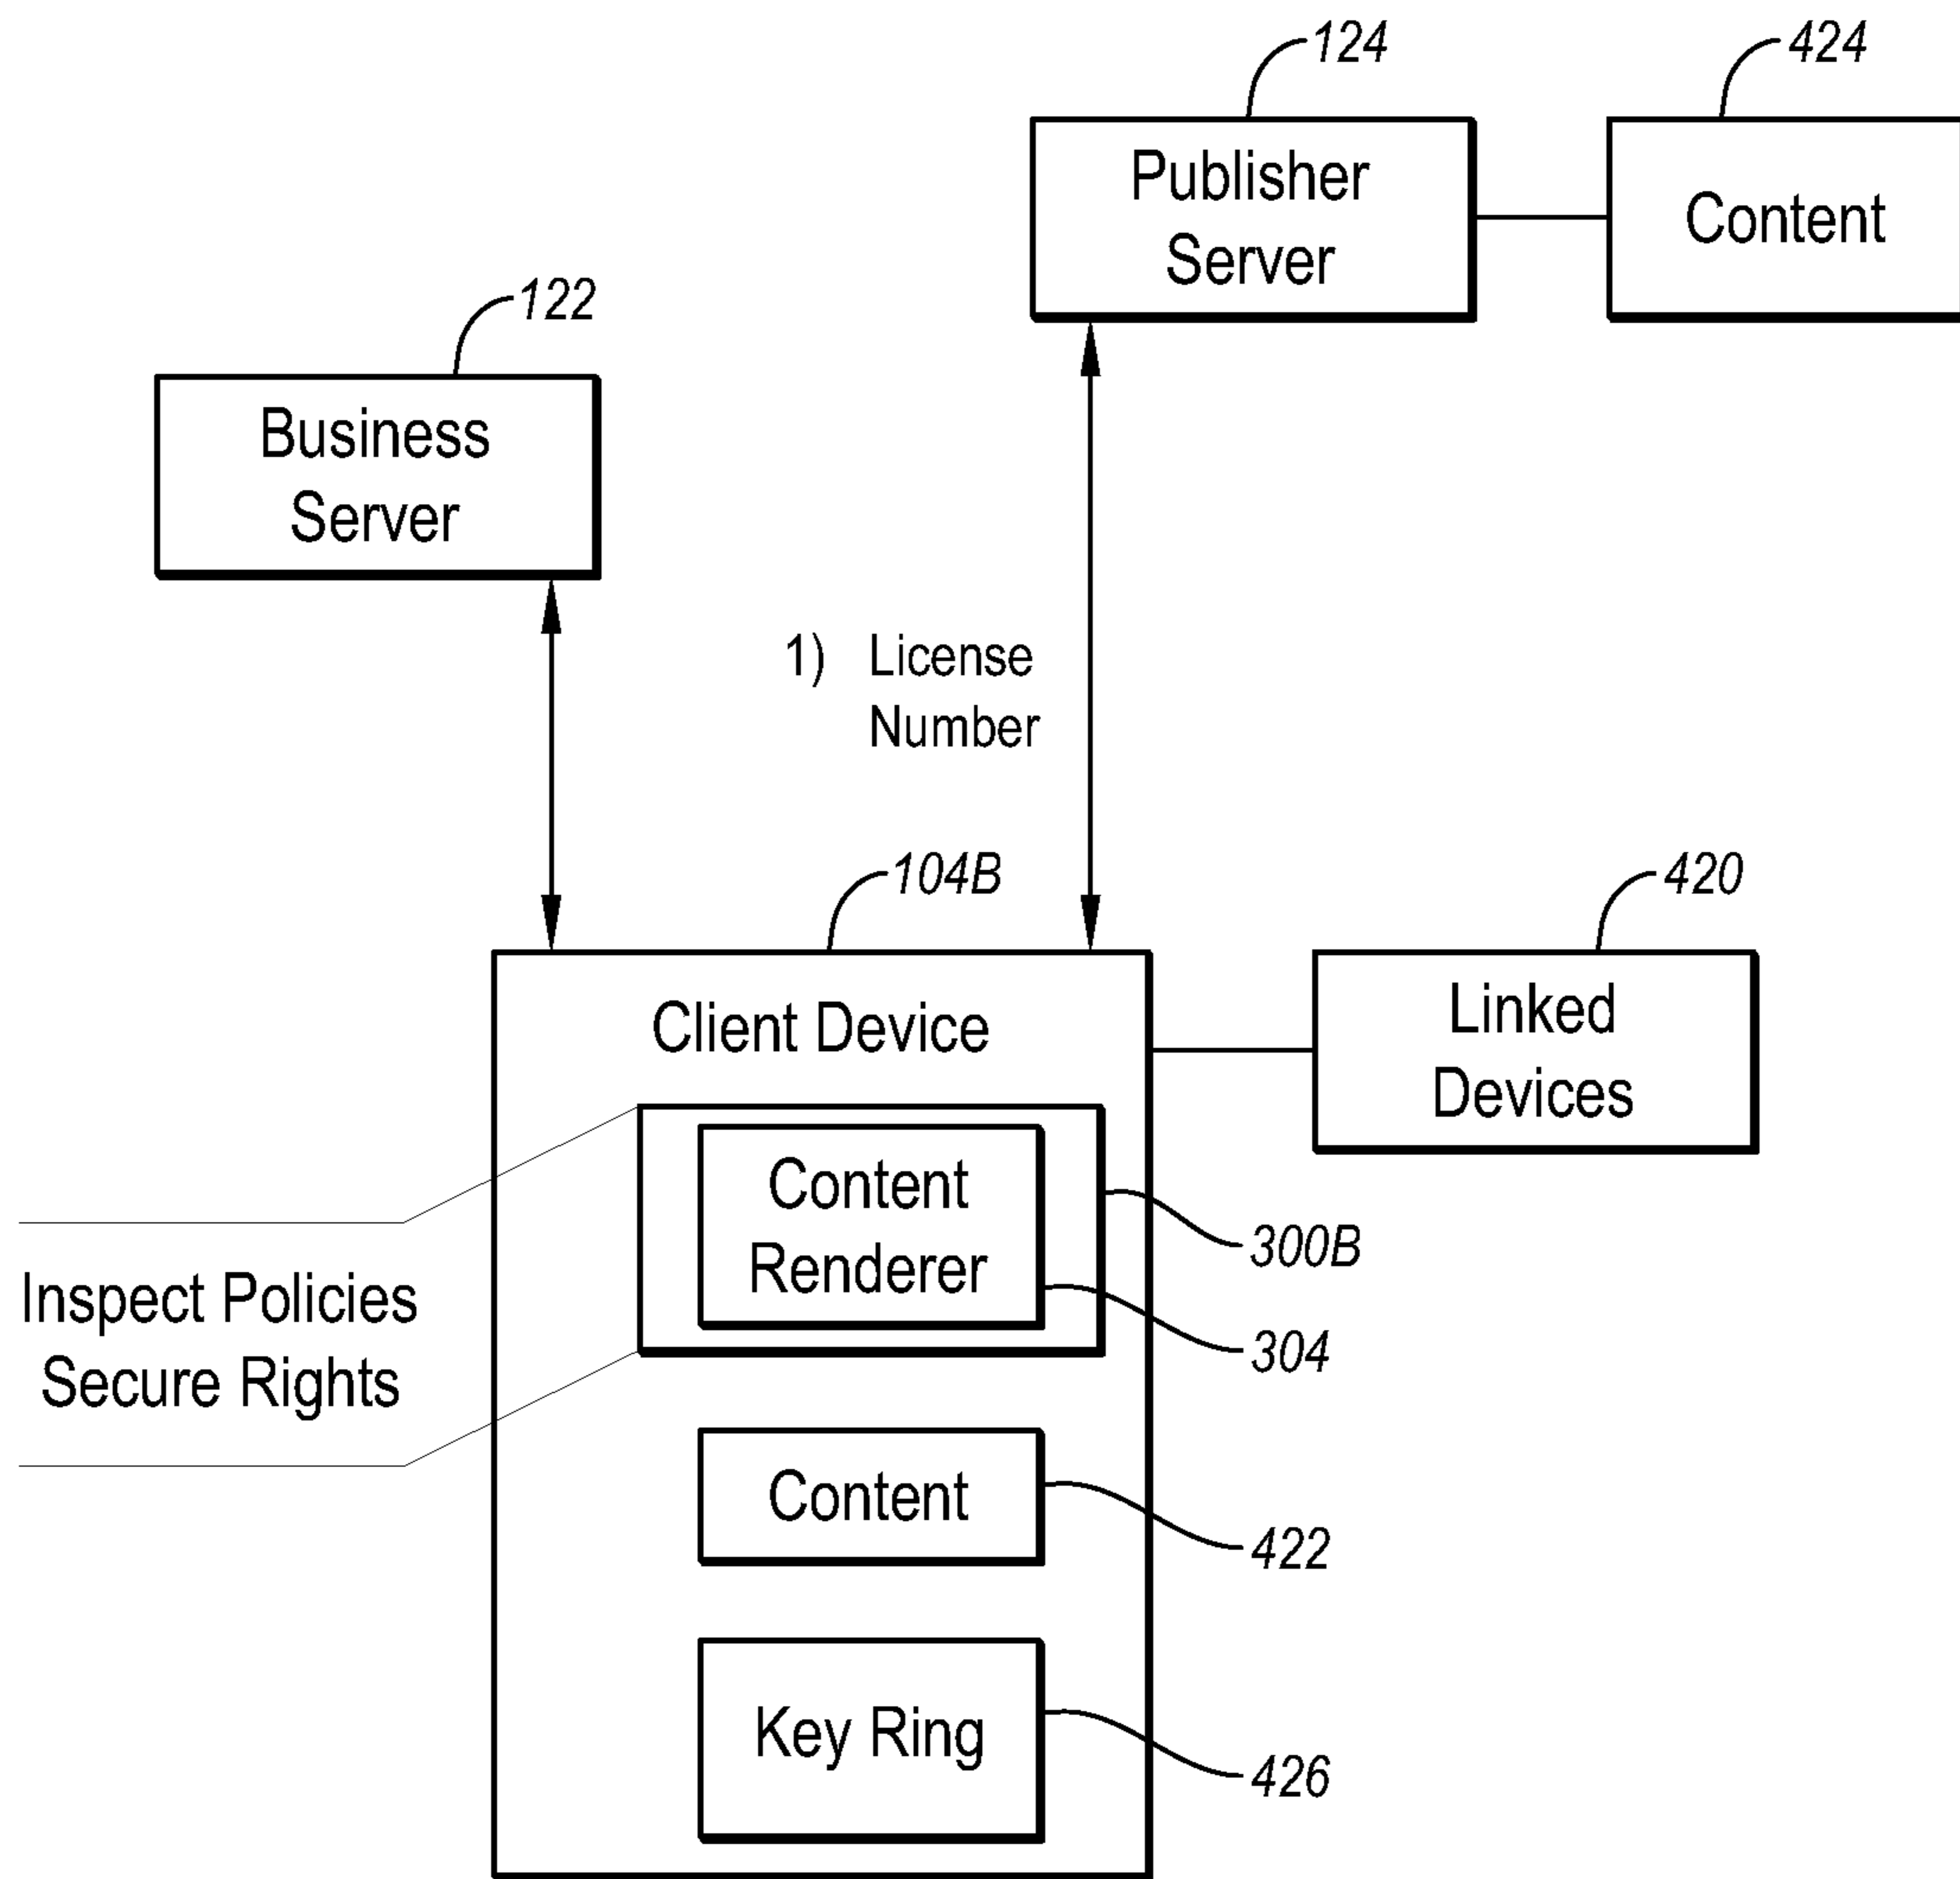 124
424
Publisher
Server
Content
122
Business
Server
1) License
Number
104B
420
Client Device
Linked
Devices
Content
Renderer
300B
304
Inspect Policies
Secure Rights
Content
422
Key Ring
426